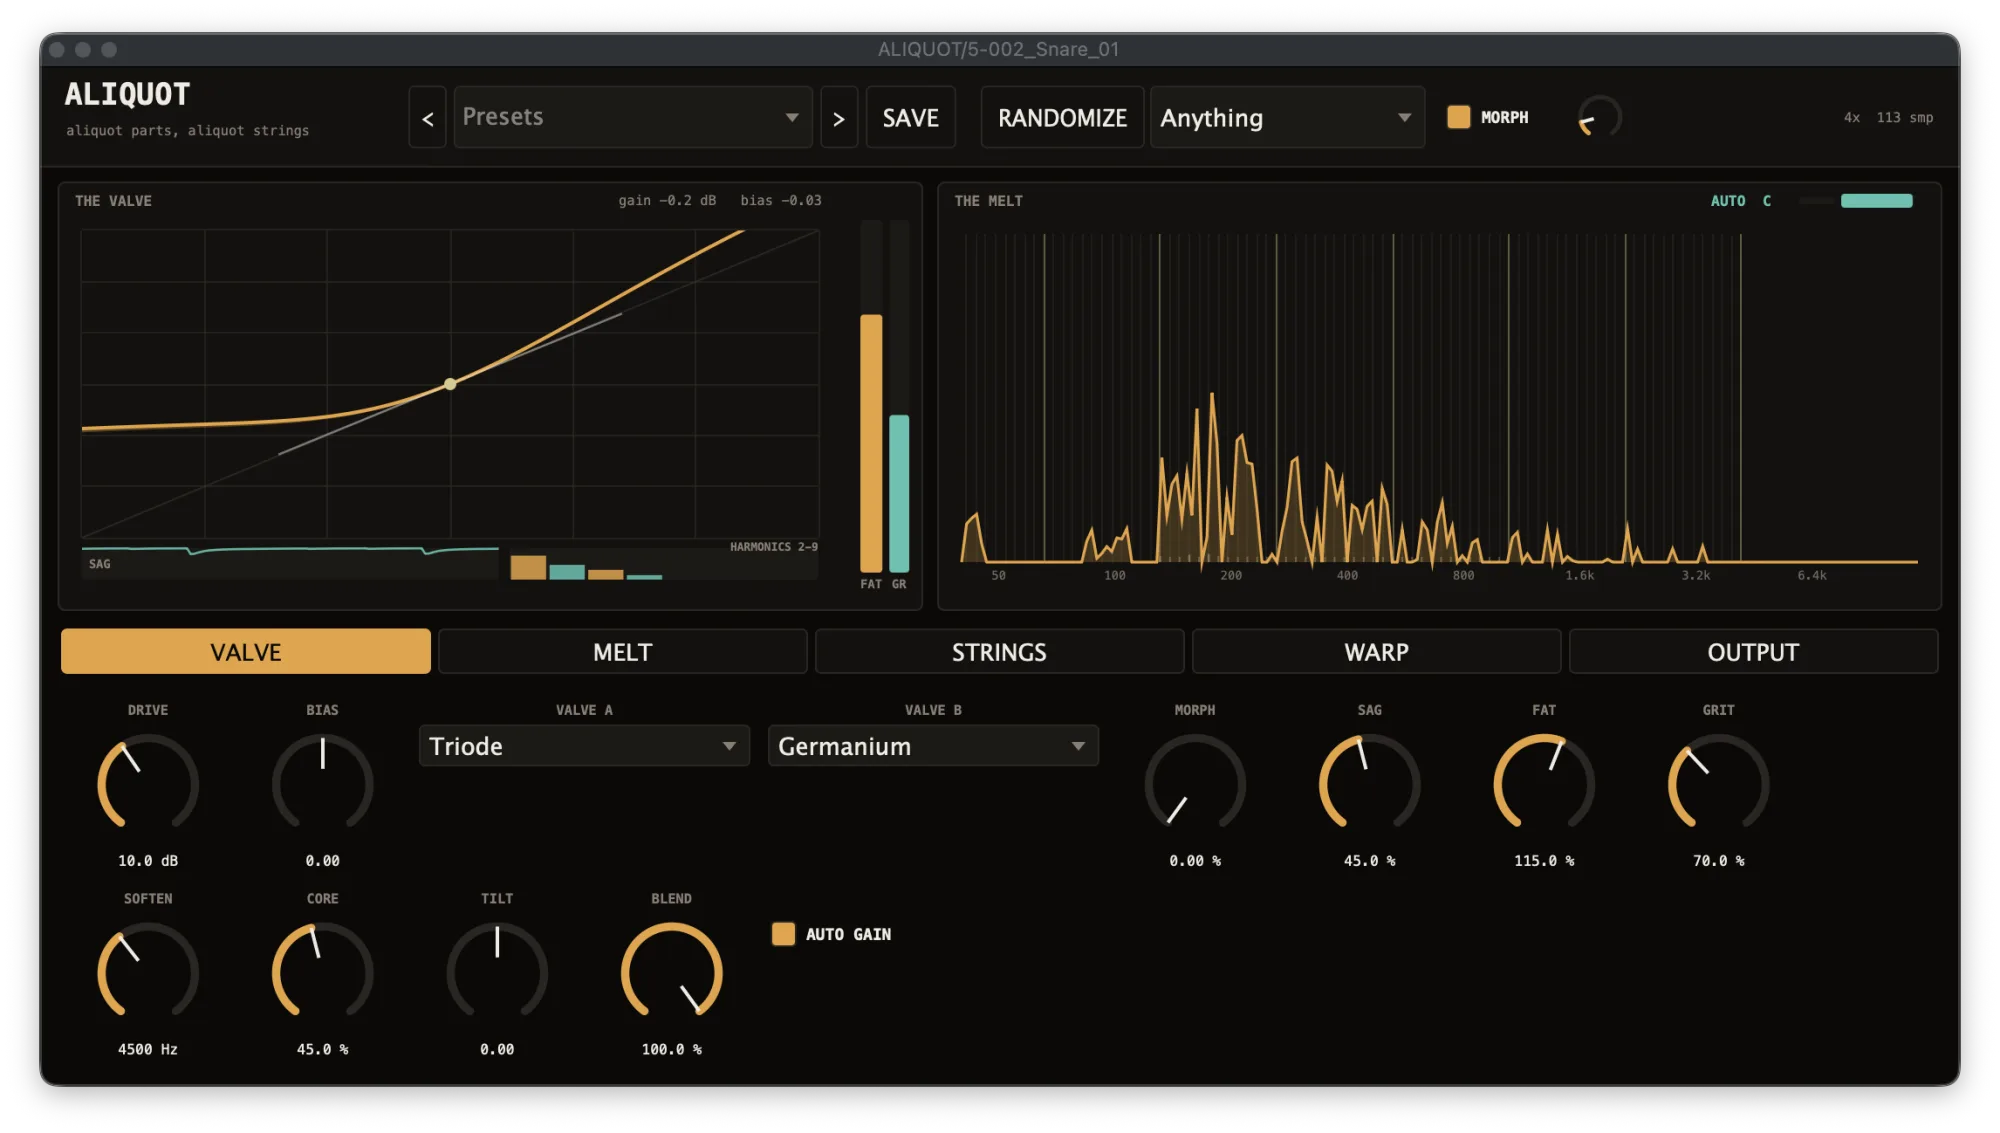 ALIQUOT/5-002_Snare_01
ALIQUOT
aliquot parts, aliquot strings
<
Presets
>
SAVE
RANDOMIZE
Anything
MORPH
4x 113 smp
THE VALVE
gain −0.2 dB bias −0.03
SAG
HARMONICS 2–9
FAT GR
THE MELT
AUTO C
50 100 200 400 800 1.6k 3.2k 6.4k
VALVE
MELT
STRINGS
WARP
OUTPUT
DRIVE BIAS VALVE A VALVE B MORPH SAG FAT GRIT
Triode
Germanium
10.0 dB 0.00 0.00 % 45.0 % 115.0 % 70.0 %
SOFTEN CORE TILT BLEND
AUTO GAIN
4500 Hz 45.0 % 0.00 100.0 %